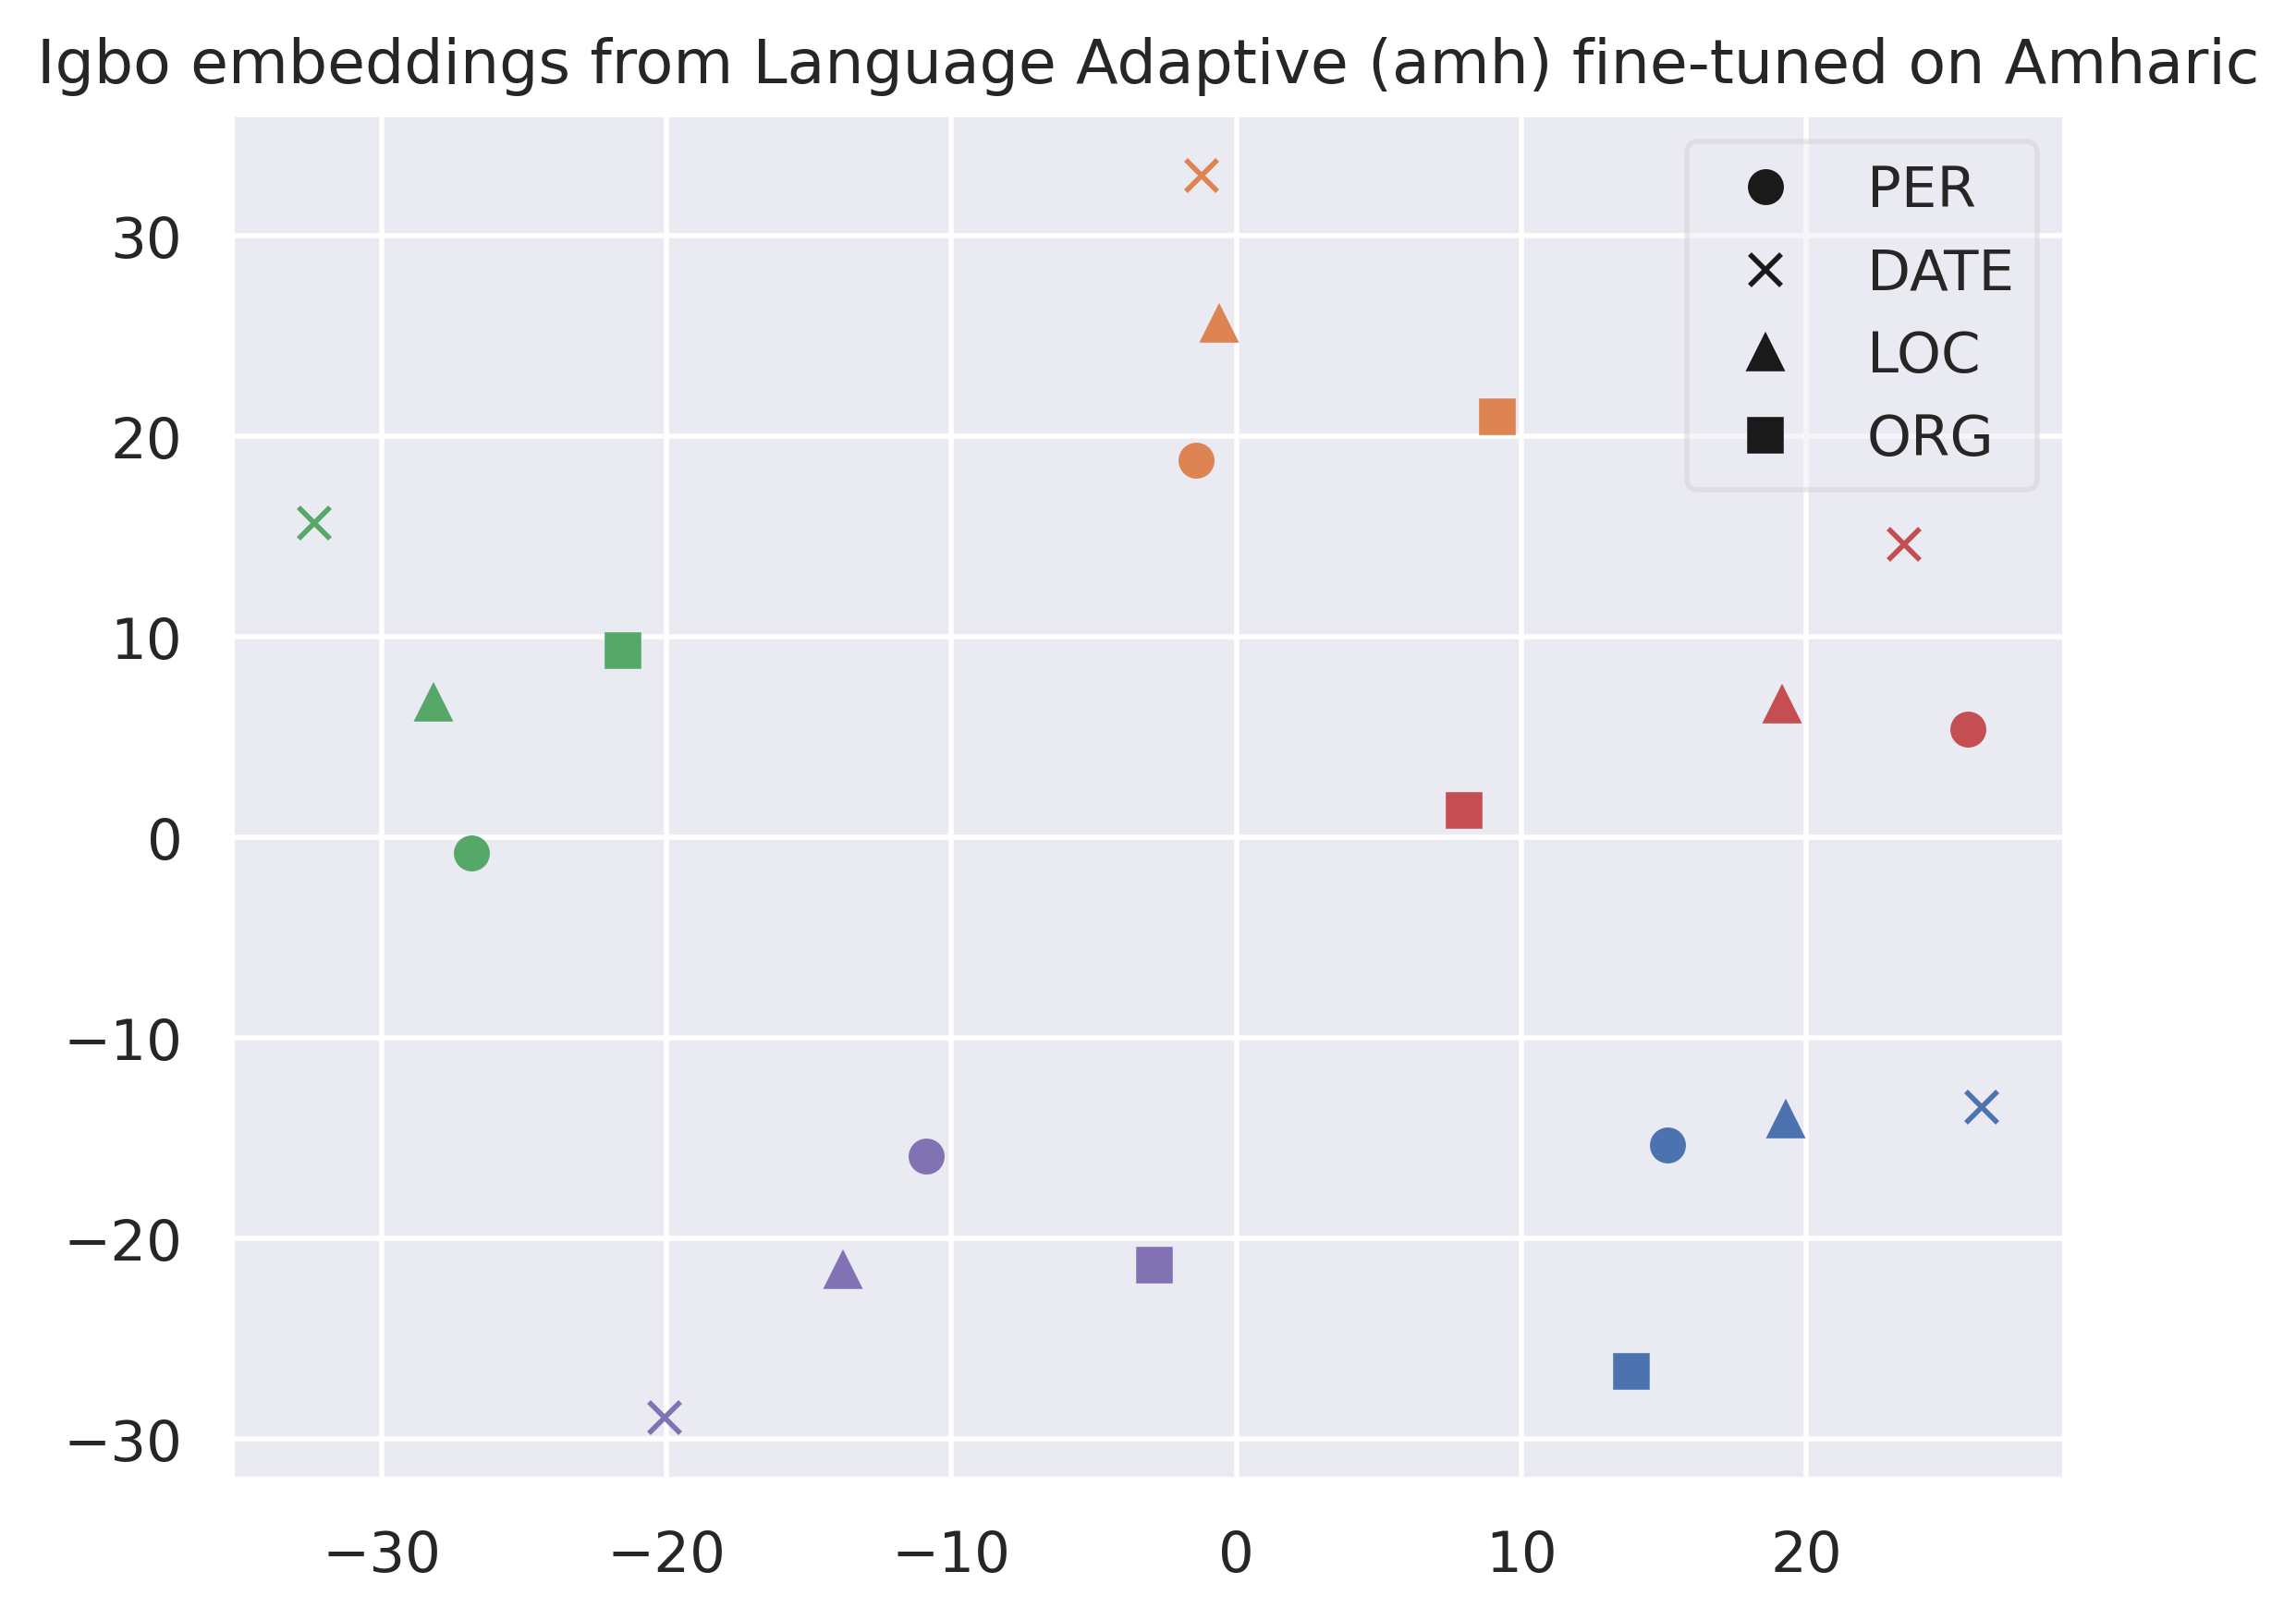 Igbo embeddings from Language Adaptive (amh) fine-tuned on Amharic
PER
DATE
LOC
ORG
30
20
10
0
−10
−20
−30
−30 −20 −10 0 10 20